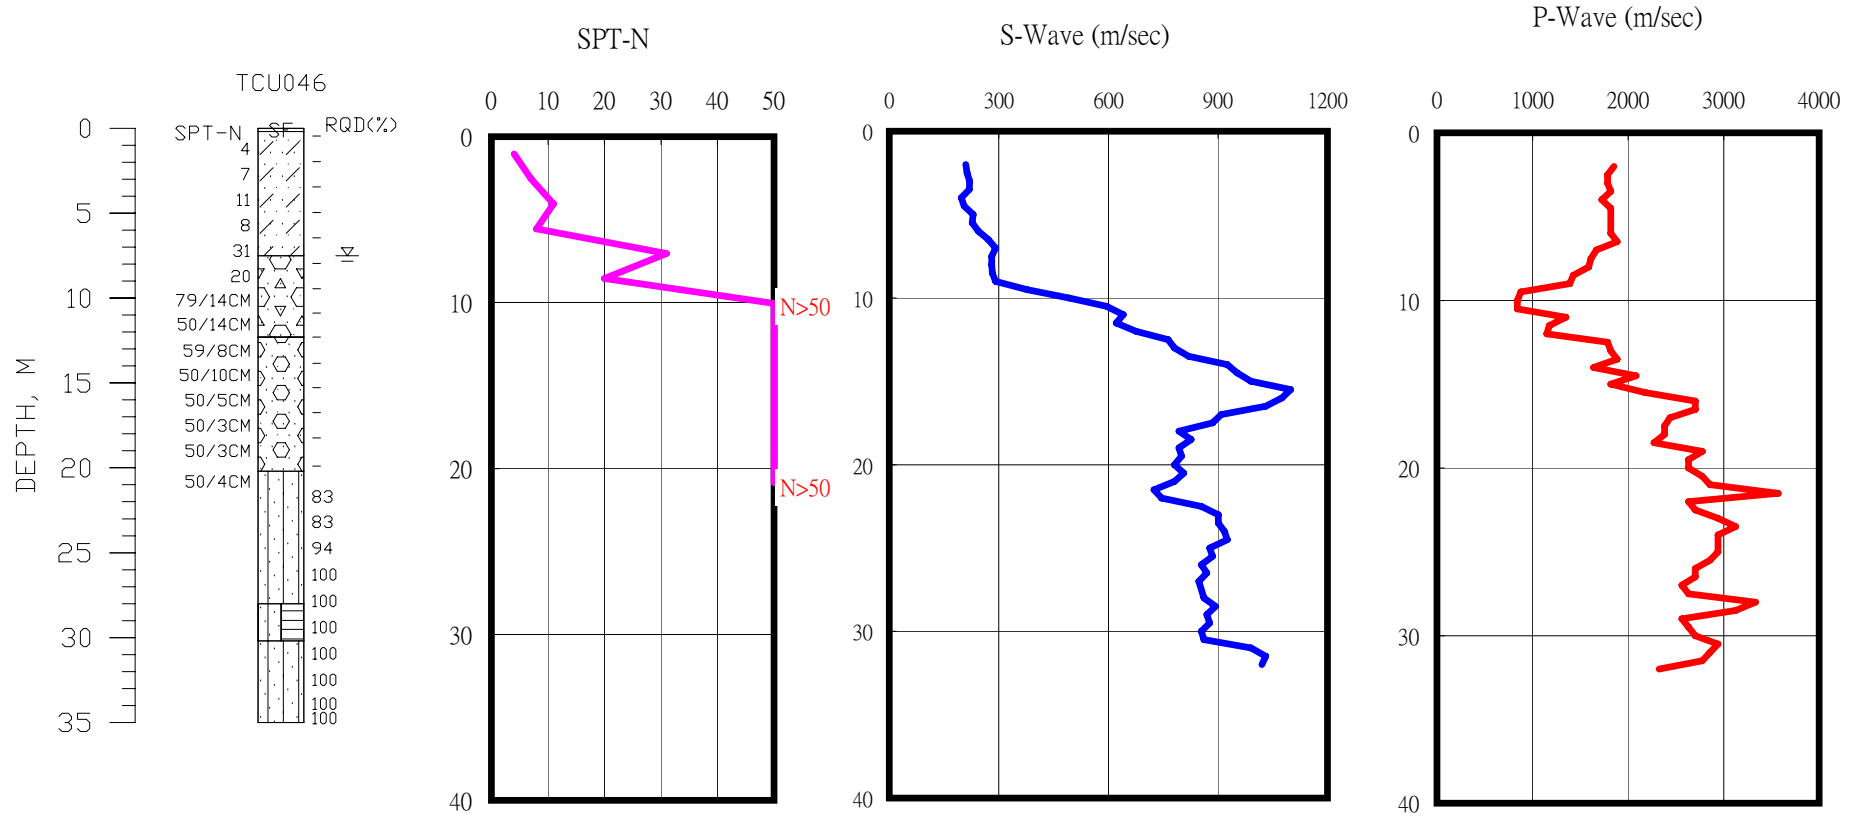 TCU046
SPT-N
SF
RQD(%)
DEPTH, M
0
5
10
15
20
25
30
35
4
7
11
8
31
20
79/14CM
50/14CM
59/8CM
50/10CM
50/5CM
50/3CM
50/3CM
50/4CM
83
83
94
100
100
100
100
100
100
100
SPT-N
0 10 20 30 40 50
0
10
20
30
40
N>50
N>50
S-Wave (m/sec)
0 300 600 900 1200
0
10
20
30
40
P-Wave (m/sec)
0 1000 2000 3000 4000
0
10
20
30
40